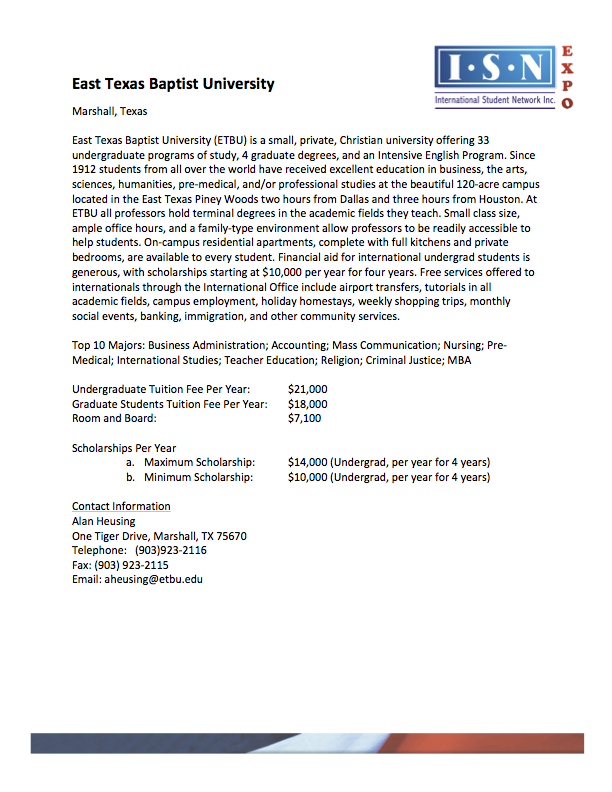 I·S·N
EXPO
International Student Network Inc.
East Texas Baptist University
Marshall, Texas
East Texas Baptist University (ETBU) is a small, private, Christian university offering 33
undergraduate programs of study, 4 graduate degrees, and an Intensive English Program. Since
1912 students from all over the world have received excellent education in business, the arts,
sciences, humanities, pre-medical, and/or professional studies at the beautiful 120-acre campus
located in the East Texas Piney Woods two hours from Dallas and three hours from Houston. At
ETBU all professors hold terminal degrees in the academic fields they teach. Small class size,
ample office hours, and a family-type environment allow professors to be readily accessible to
help students. On-campus residential apartments, complete with full kitchens and private
bedrooms, are available to every student. Financial aid for international undergrad students is
generous, with scholarships starting at $10,000 per year for four years. Free services offered to
internationals through the International Office include airport transfers, tutorials in all
academic fields, campus employment, holiday homestays, weekly shopping trips, monthly
social events, banking, immigration, and other community services.
Top 10 Majors: Business Administration; Accounting; Mass Communication; Nursing; Pre-
Medical; International Studies; Teacher Education; Religion; Criminal Justice; MBA
Undergraduate Tuition Fee Per Year: $21,000
Graduate Students Tuition Fee Per Year: $18,000
Room and Board: $7,100
Scholarships Per Year
a. Maximum Scholarship: $14,000 (Undergrad, per year for 4 years)
b. Minimum Scholarship: $10,000 (Undergrad, per year for 4 years)
Contact Information
Alan Heusing
One Tiger Drive, Marshall, TX 75670
Telephone: (903)923-2116
Fax: (903) 923-2115
Email: aheusing@etbu.edu